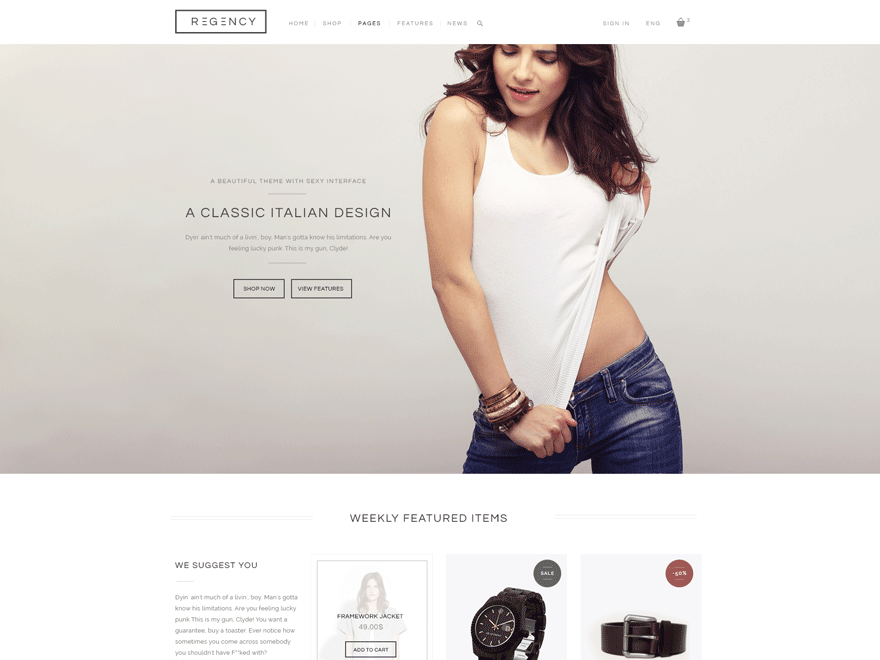 REGENCY
HOME
SHOP
PAGES
FEATURES
NEWS
SIGN IN
ENG
3
A BEAUTIFUL THEME WITH SEXY INTERFACE
A CLASSIC ITALIAN DESIGN
Dyin' ain't much of a livin', boy. Man's gotta know his limitations. Are you
feeling lucky punk. This is my gun, Clyde!
SHOP NOW
VIEW FEATURES
WEEKLY FEATURED ITEMS
WE SUGGEST YOU
Dyin' ain't much of a livin', boy. Man's gotta
know his limitations. Are you feeling lucky
punk This is my gun, Clyde! You want a
guarantee, buy a toaster. Ever notice how
sometimes you come across somebody
you shouldn't have F**ked with?
FRAMEWORK JACKET
49.00$
ADD TO CART
SALE
-50%